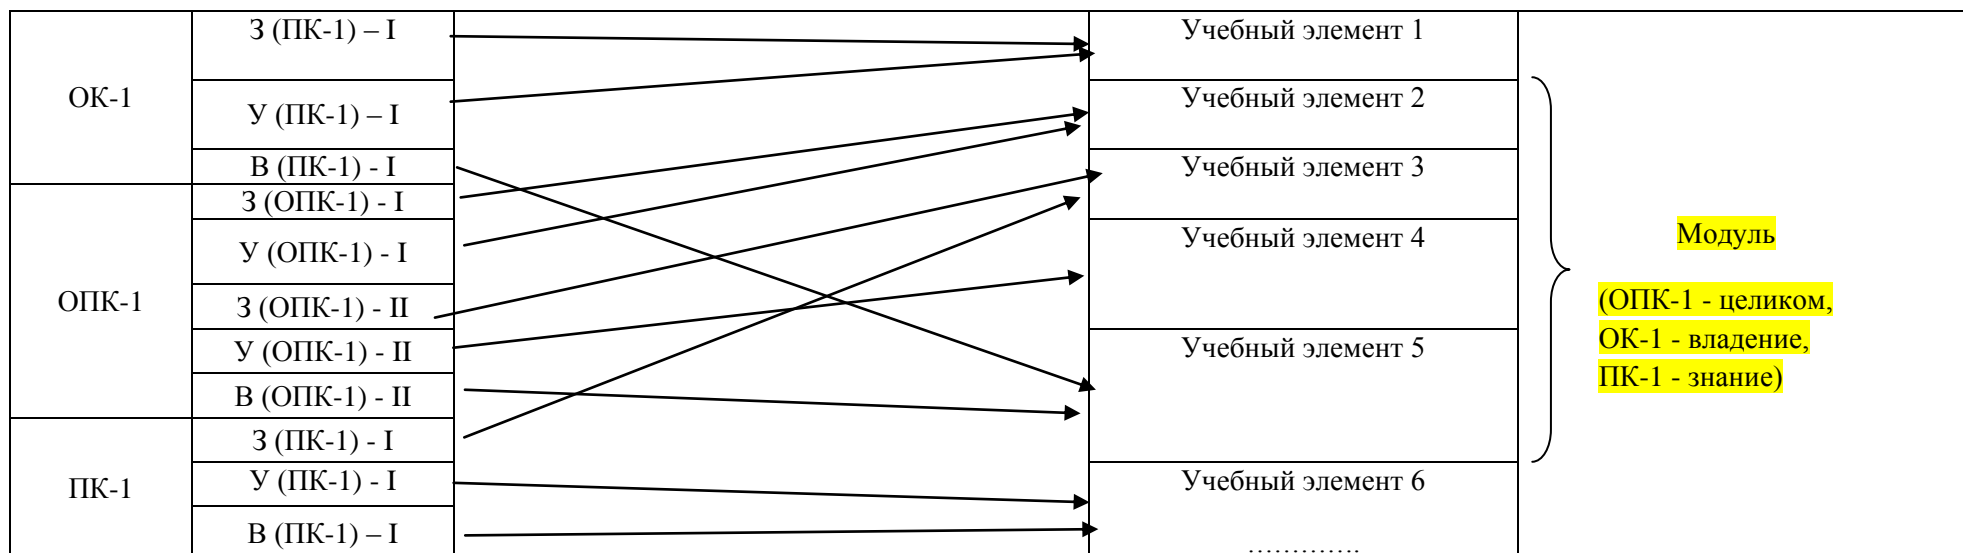 ОК-1
З (ПК-1) – I
У (ПК-1) – I
В (ПК-1) - I
ОПК-1
З (ОПК-1) - I
У (ОПК-1) - I
З (ОПК-1) - II
У (ОПК-1) - II
В (ОПК-1) - II
ПК-1
З (ПК-1) - I
У (ПК-1) - I
В (ПК-1) – I
Учебный элемент 1
Учебный элемент 2
Учебный элемент 3
Учебный элемент 4
Учебный элемент 5
Учебный элемент 6
………….
Модуль
(ОПК-1 - целиком,
ОК-1 - владение,
ПК-1 - знание)